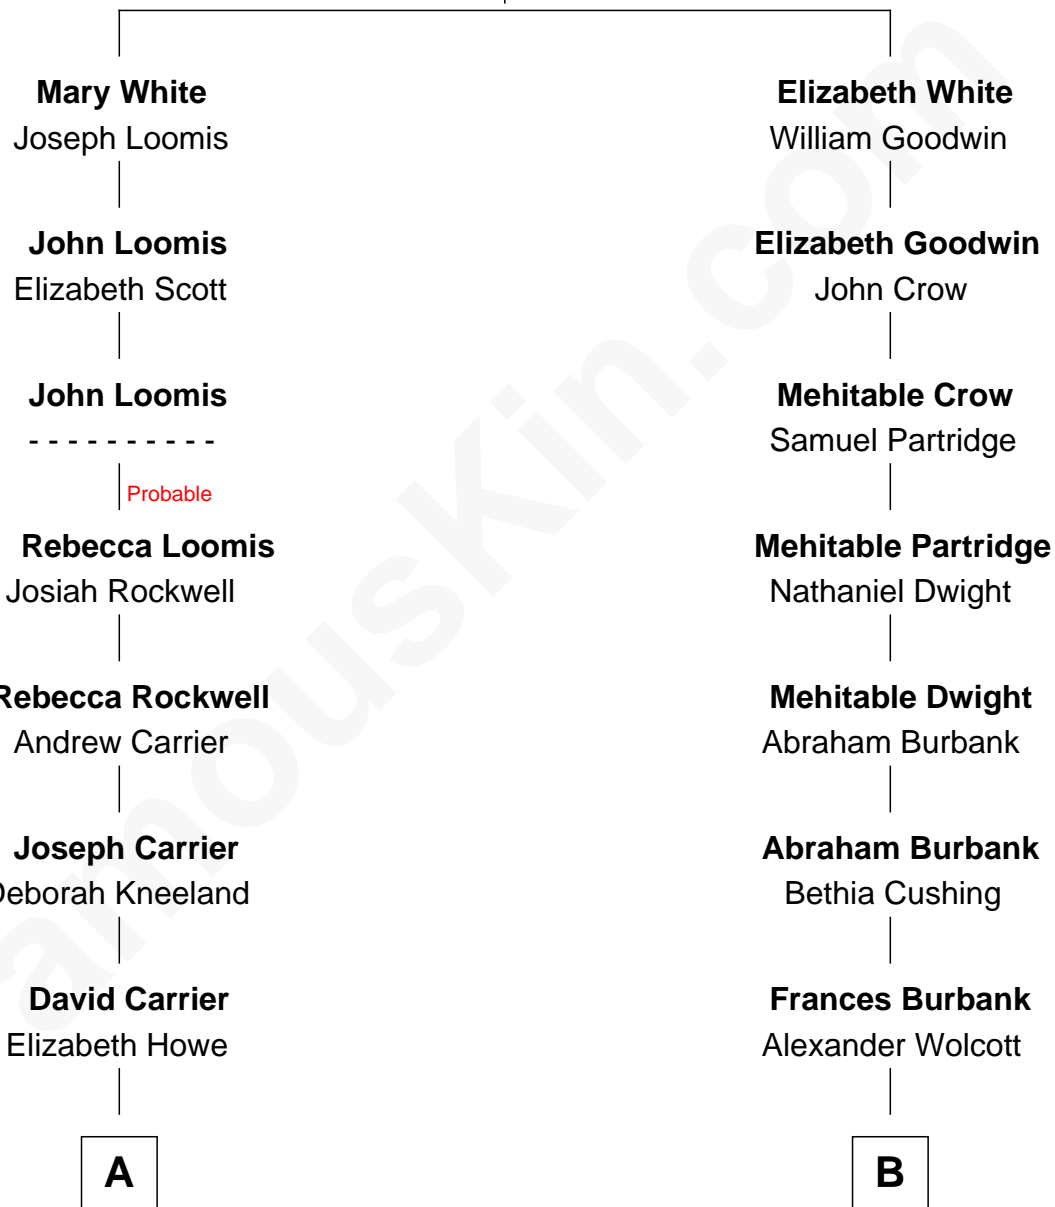 Mary White
Joseph Loomis
John Loomis
Elizabeth Scott
John Loomis
- - - - - - - - - -
Probable
Rebecca Loomis
Josiah Rockwell
Rebecca Rockwell
Andrew Carrier
Joseph Carrier
Deborah Kneeland
David Carrier
Elizabeth Howe
A
Elizabeth White
William Goodwin
Elizabeth Goodwin
John Crow
Mehitable Crow
Samuel Partridge
Mehitable Partridge
Nathaniel Dwight
Mehitable Dwight
Abraham Burbank
Abraham Burbank
Bethia Cushing
Frances Burbank
Alexander Wolcott
B
amouskin.com